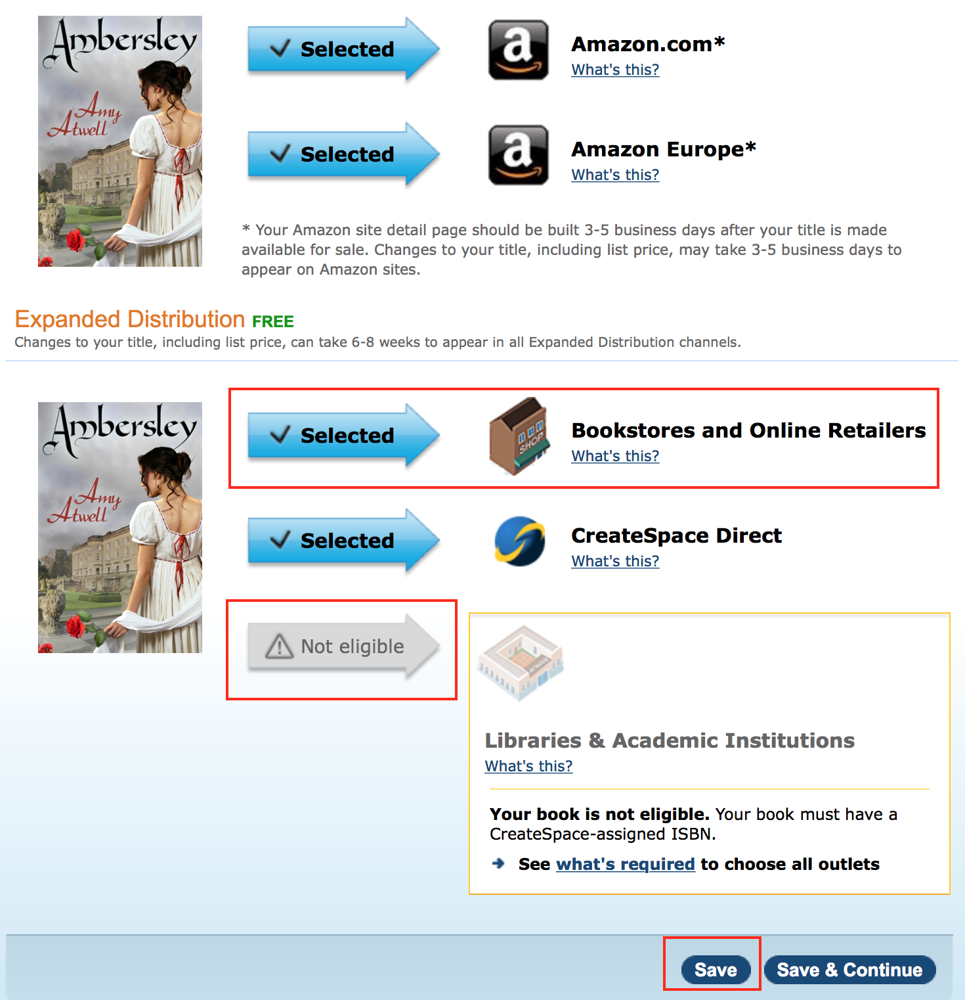 Ambersley
Amy
Atwell
Selected
Amazon.com*
What's this?
Selected
Amazon Europe*
What's this?
* Your Amazon site detail page should be built 3-5 business days after your title is made
available for sale. Changes to your title, including list price, may take 3-5 business days to
appear on Amazon sites.
Expanded Distribution FREE
Changes to your title, including list price, can take 6-8 weeks to appear in all Expanded Distribution channels.
Ambersley
Amy
Atwell
Selected
SHOP
Bookstores and Online Retailers
What's this?
Selected
CreateSpace Direct
What's this?
Not eligible
SCHOOL
Libraries & Academic Institutions
What's this?
Your book is not eligible. Your book must have a
CreateSpace-assigned ISBN.
See what's required to choose all outlets
Save
Save & Continue